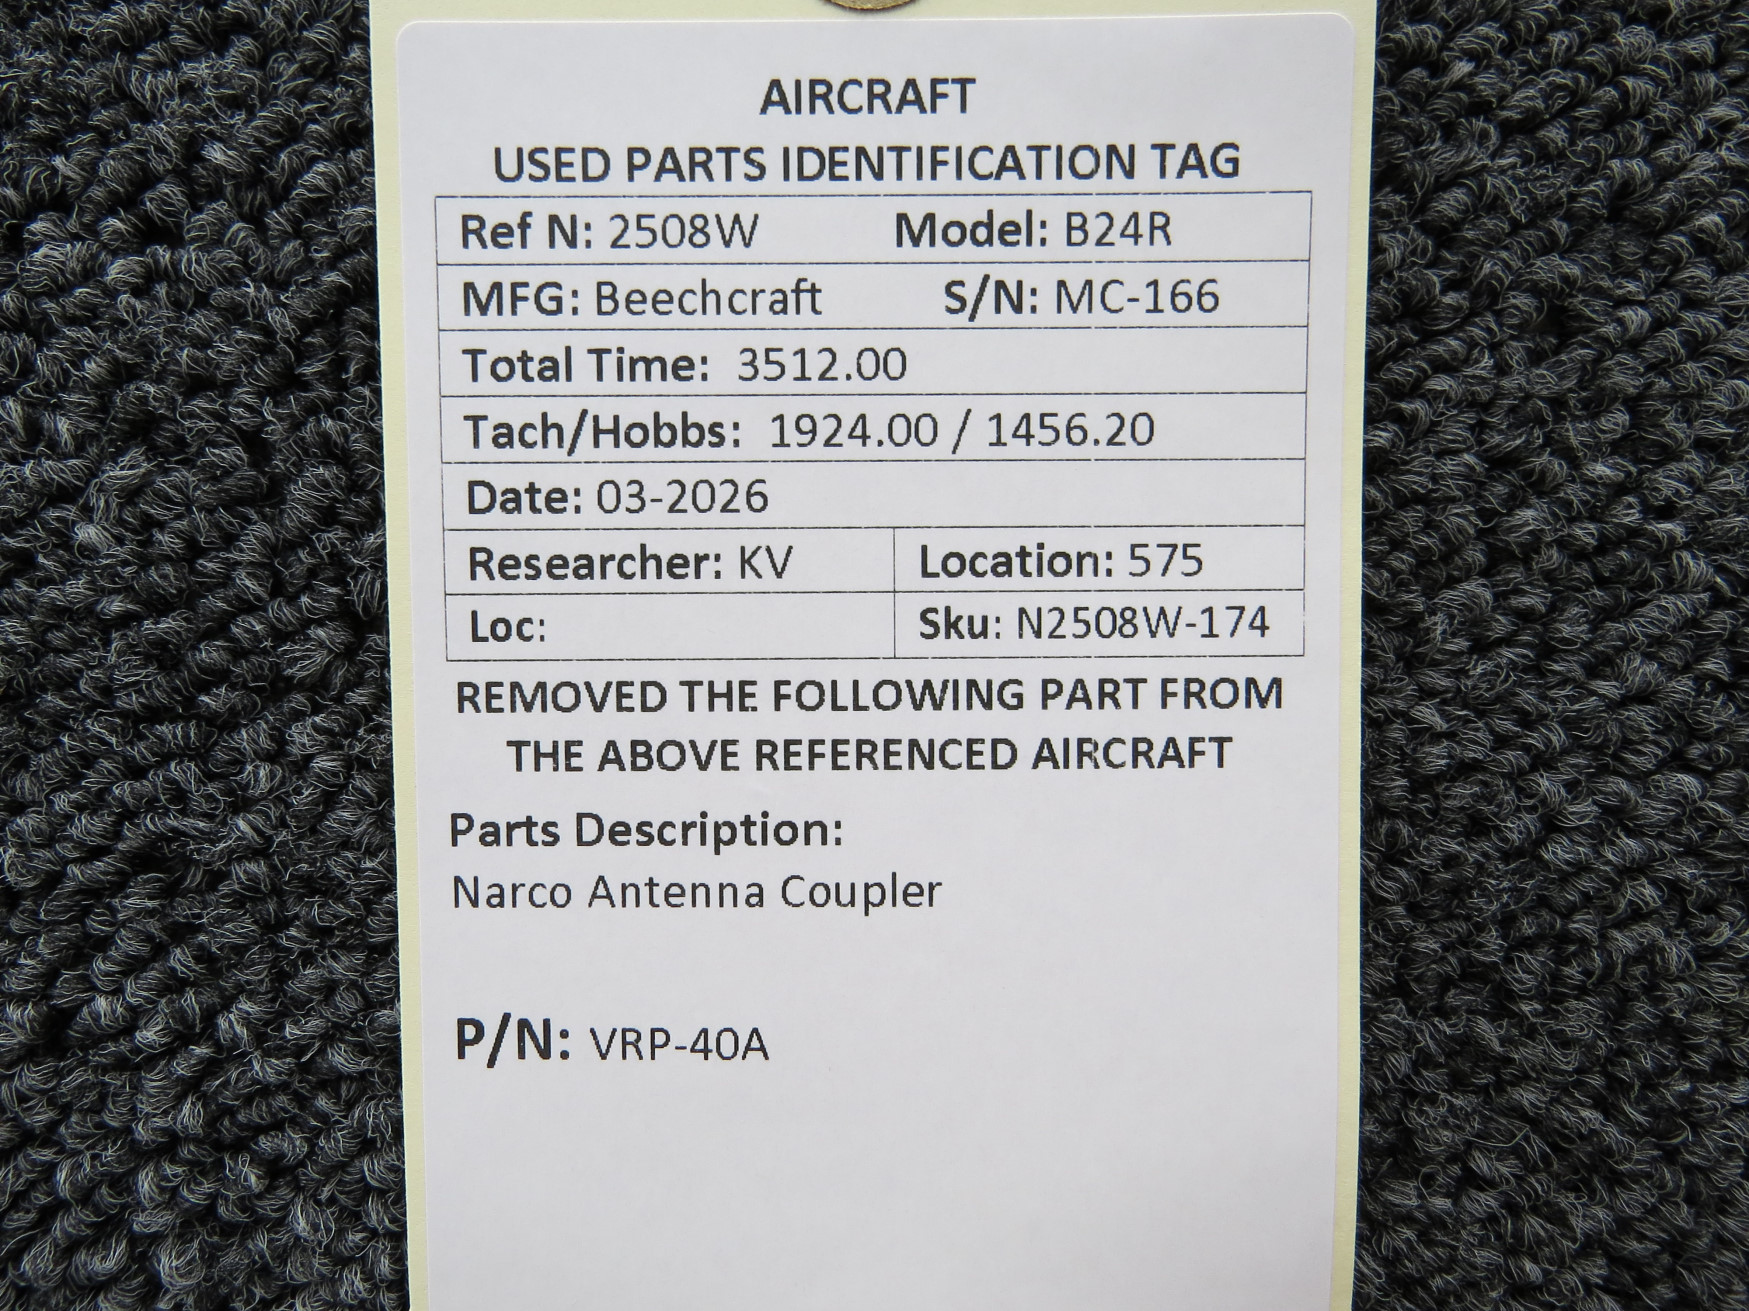 AIRCRAFT
USED PARTS IDENTIFICATION TAG
Ref N: 2508W Model: B24R
MFG: Beechcraft S/N: MC-166
Total Time: 3512.00
Tach/Hobbs: 1924.00 / 1456.20
Date: 03-2026
Researcher: KV Location: 575
Loc: Sku: N2508W-174
REMOVED THE FOLLOWING PART FROM
THE ABOVE REFERENCED AIRCRAFT
Parts Description:
Narco Antenna Coupler
P/N: VRP-40A